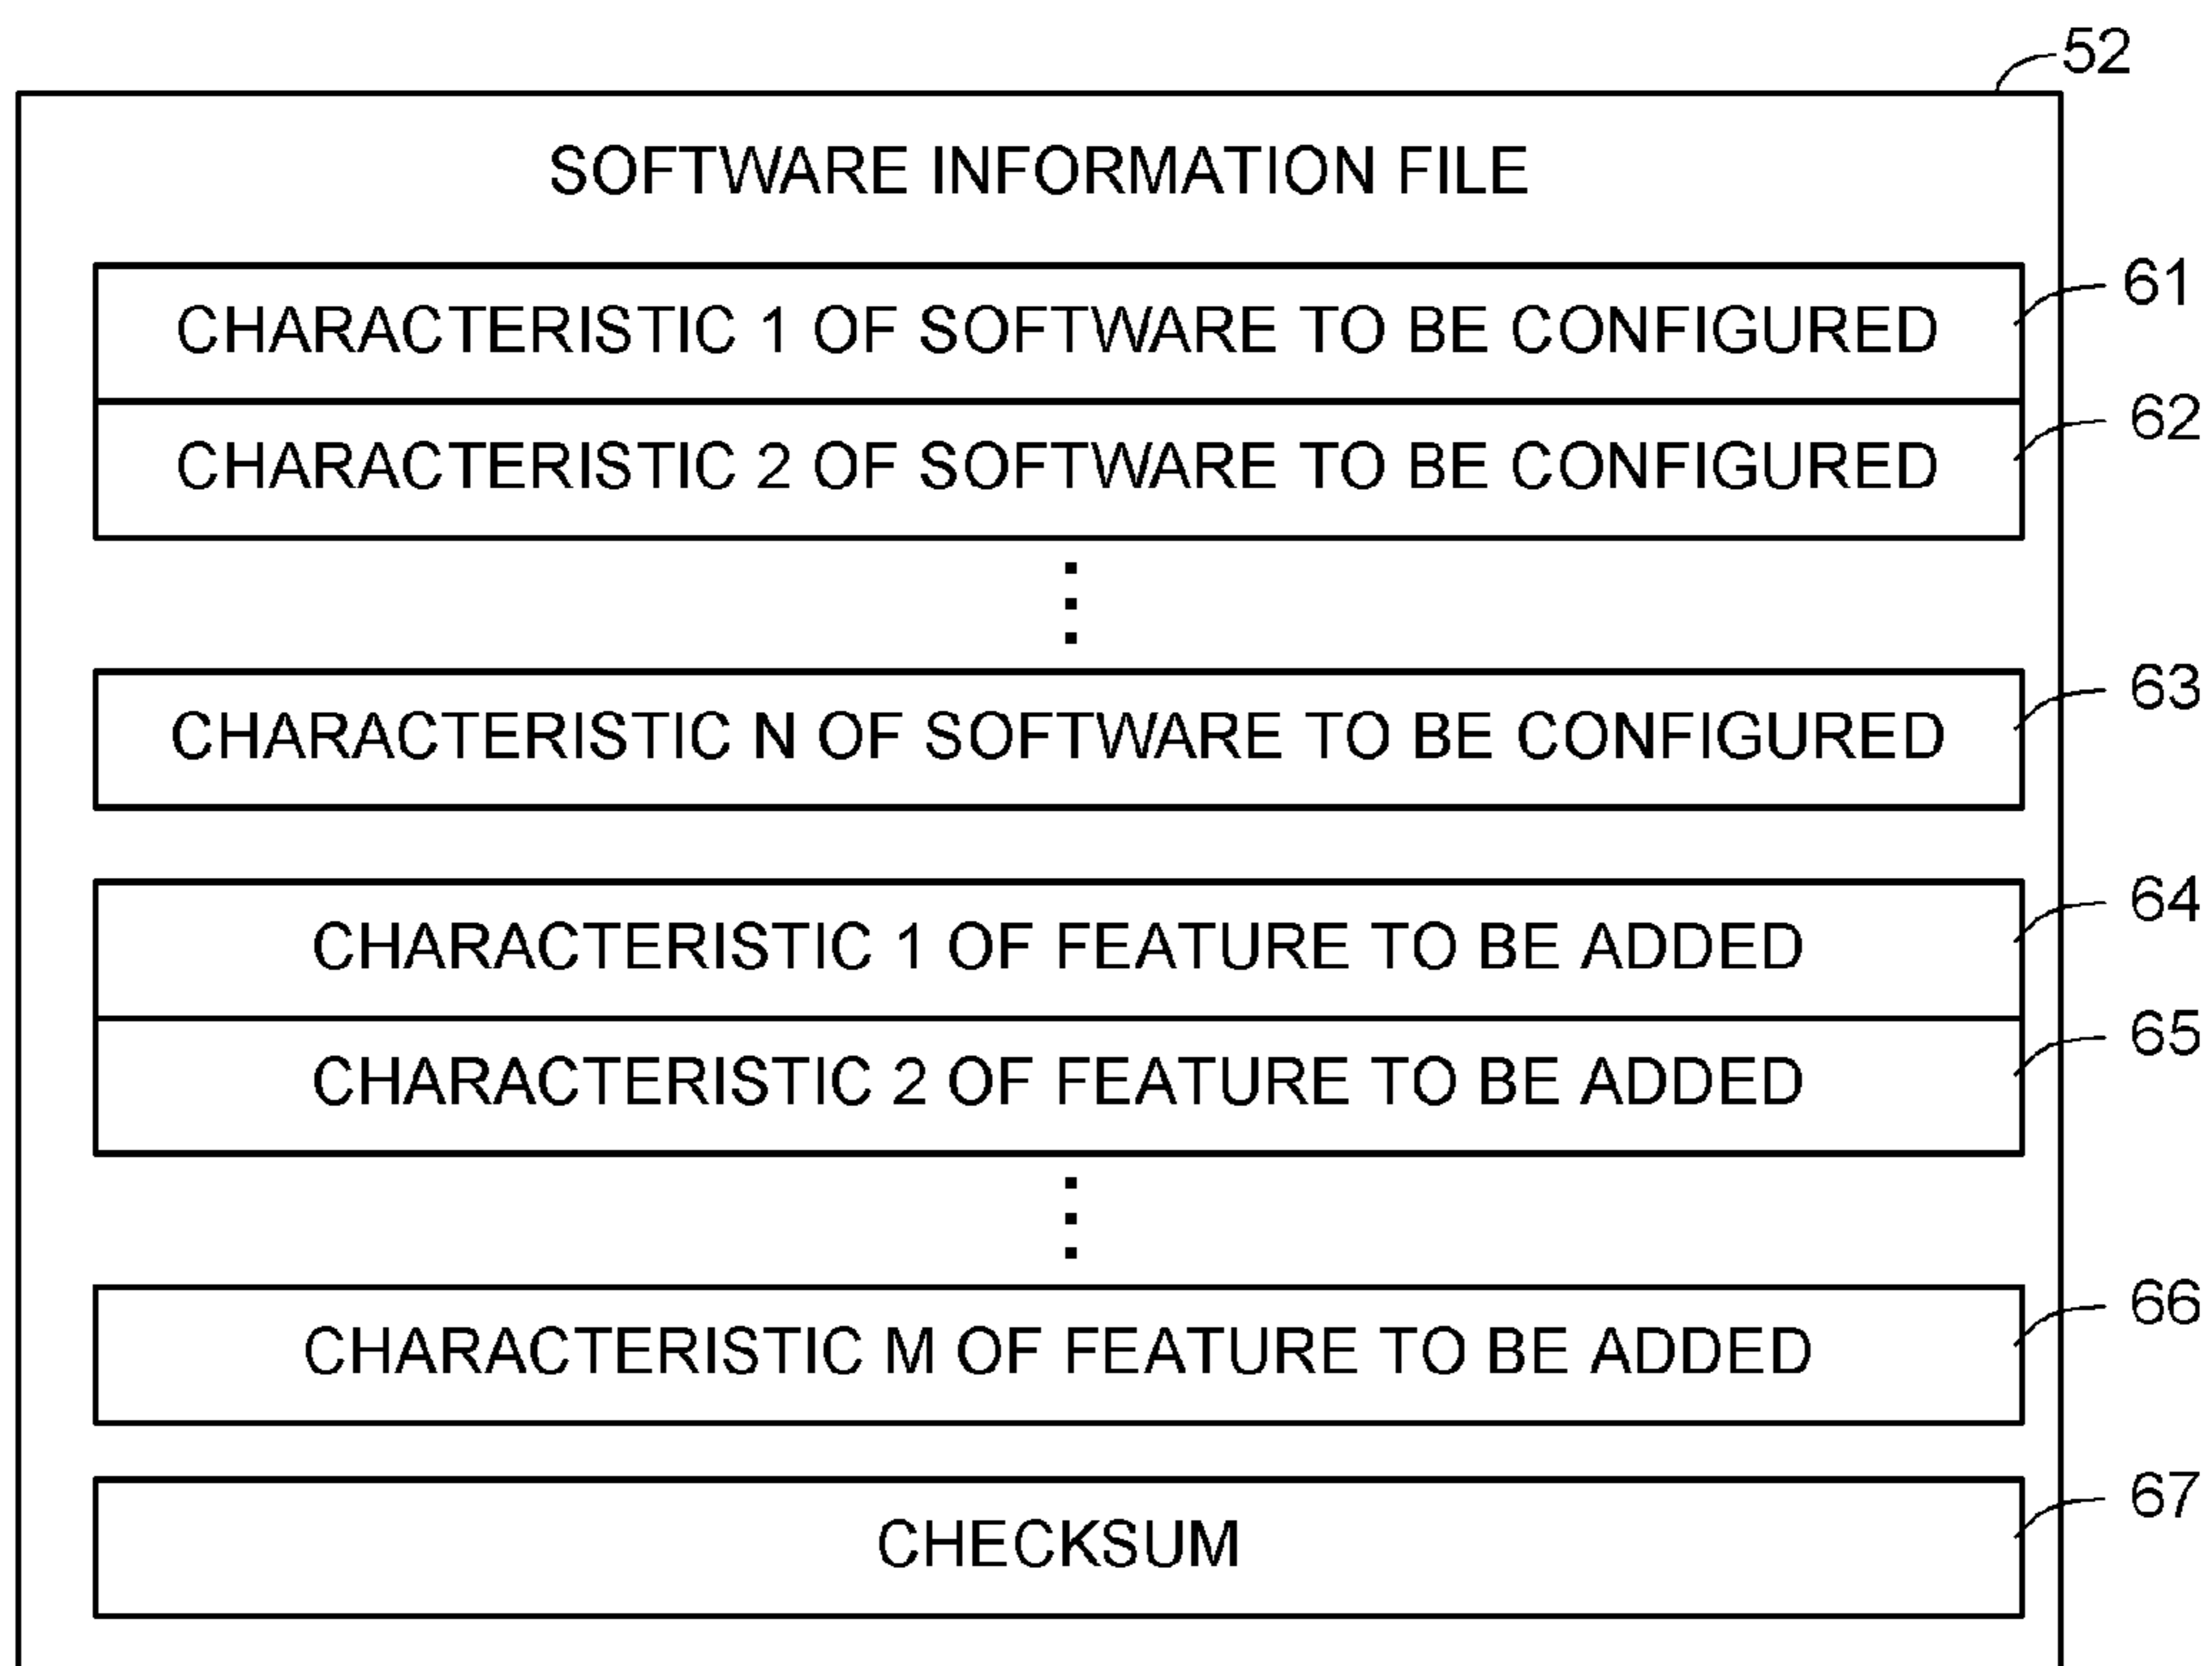 52
SOFTWARE INFORMATION FILE
CHARACTERISTIC 1 OF SOFTWARE TO BE CONFIGURED
61
CHARACTERISTIC 2 OF SOFTWARE TO BE CONFIGURED
62
CHARACTERISTIC N OF SOFTWARE TO BE CONFIGURED
63
CHARACTERISTIC 1 OF FEATURE TO BE ADDED
64
CHARACTERISTIC 2 OF FEATURE TO BE ADDED
65
CHARACTERISTIC M OF FEATURE TO BE ADDED
66
CHECKSUM
67